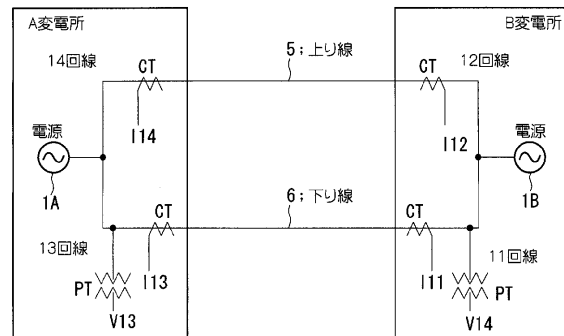 A変電所
B変電所
14回線
CT
5；上り線
CT
12回線
I14
I12
電源
電源
1A
1B
6；下り線
CT
CT
13回線
11回線
I13
I11
PT
PT
V13
V14